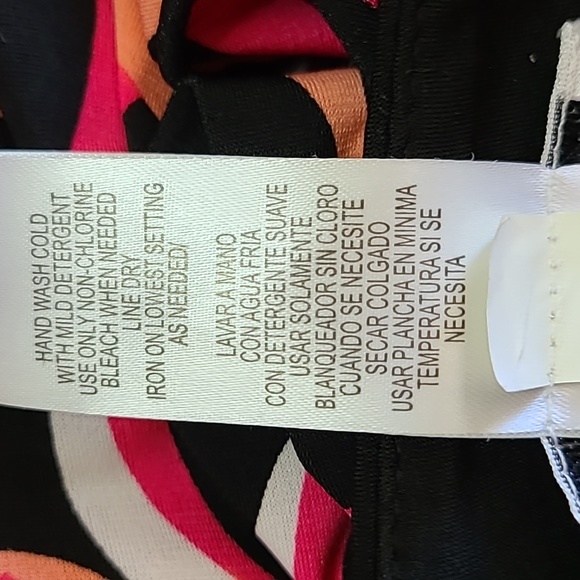 HAND WASH COLD
WITH MILD DETERGENT
USE ONLY NON-CHLORINE
BLEACH WHEN NEEDED
LINE DRY
IRON ON LOWEST SETTING
AS NEEDED/
LAVAR A MANO
CON AGUA FRIA
CON DETERGENTE SUAVE
USAR SOLAMENTE
BLANQUEADOR SIN CLORO
CUANDO SE NECESITE
SECAR COLGADO
USAR PLANCHA EN MINIMA
TEMPERATURA SI SE
NECESITA